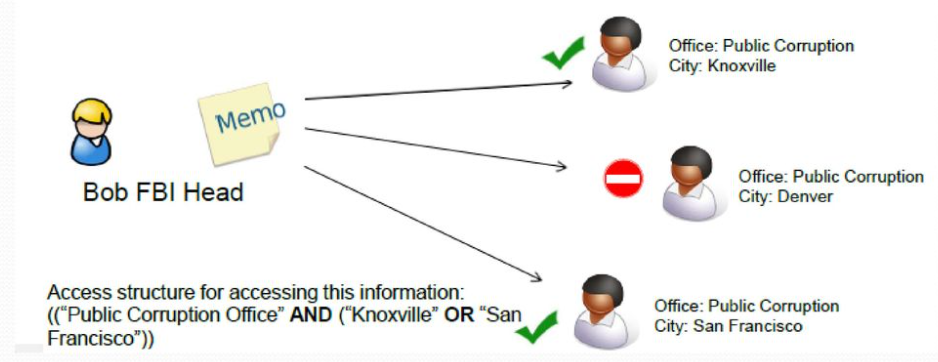 Office: Public Corruption
City: Knoxville
Memo
Bob FBI Head
Office: Public Corruption
City: Denver
Access structure for accessing this information:
((“Public Corruption Office” AND (“Knoxville” OR “San
Francisco”))
Office: Public Corruption
City: San Francisco